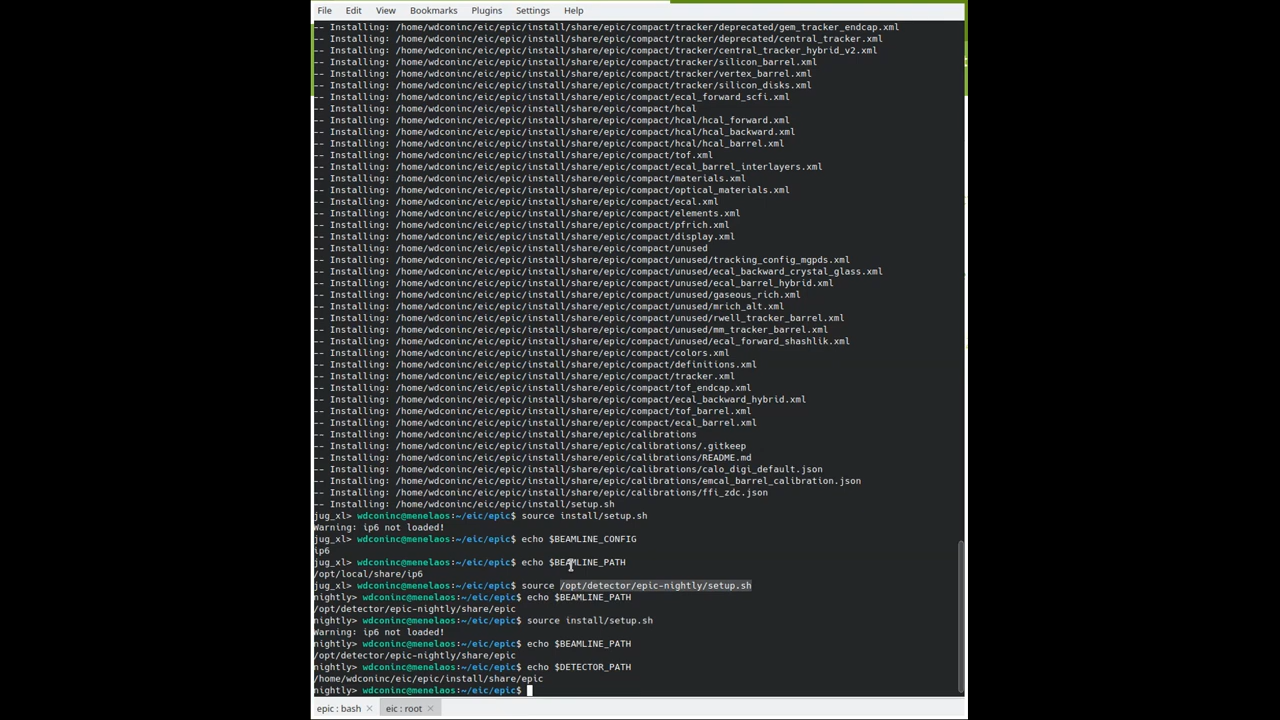 File Edit View Bookmarks Plugins Settings Help
-- Installing: /home/wdconinc/eic/epic/install/share/epic/compact/tracker/deprecated/gem_tracker_endcap.xml
-- Installing: /home/wdconinc/eic/epic/install/share/epic/compact/tracker/deprecated/central_tracker.xml
-- Installing: /home/wdconinc/eic/epic/install/share/epic/compact/tracker/central_tracker_hybrid_v2.xml
-- Installing: /home/wdconinc/eic/epic/install/share/epic/compact/tracker/silicon_barrel.xml
-- Installing: /home/wdconinc/eic/epic/install/share/epic/compact/tracker/vertex_barrel.xml
-- Installing: /home/wdconinc/eic/epic/install/share/epic/compact/tracker/silicon_disks.xml
-- Installing: /home/wdconinc/eic/epic/install/share/epic/compact/ecal_forward_scfi.xml
-- Installing: /home/wdconinc/eic/epic/install/share/epic/compact/hcal
-- Installing: /home/wdconinc/eic/epic/install/share/epic/compact/hcal/hcal_forward.xml
-- Installing: /home/wdconinc/eic/epic/install/share/epic/compact/hcal/hcal_backward.xml
-- Installing: /home/wdconinc/eic/epic/install/share/epic/compact/hcal/hcal_barrel.xml
-- Installing: /home/wdconinc/eic/epic/install/share/epic/compact/tof.xml
-- Installing: /home/wdconinc/eic/epic/install/share/epic/compact/ecal_barrel_interlayers.xml
-- Installing: /home/wdconinc/eic/epic/install/share/epic/compact/materials.xml
-- Installing: /home/wdconinc/eic/epic/install/share/epic/compact/optical_materials.xml
-- Installing: /home/wdconinc/eic/epic/install/share/epic/compact/ecal.xml
-- Installing: /home/wdconinc/eic/epic/install/share/epic/compact/elements.xml
-- Installing: /home/wdconinc/eic/epic/install/share/epic/compact/pfrich.xml
-- Installing: /home/wdconinc/eic/epic/install/share/epic/compact/display.xml
-- Installing: /home/wdconinc/eic/epic/install/share/epic/compact/unused
-- Installing: /home/wdconinc/eic/epic/install/share/epic/compact/unused/tracking_config_mgpds.xml
-- Installing: /home/wdconinc/eic/epic/install/share/epic/compact/unused/ecal_backward_crystal_glass.xml
-- Installing: /home/wdconinc/eic/epic/install/share/epic/compact/unused/ecal_barrel_hybrid.xml
-- Installing: /home/wdconinc/eic/epic/install/share/epic/compact/unused/gaseous_rich.xml
-- Installing: /home/wdconinc/eic/epic/install/share/epic/compact/unused/mrich_alt.xml
-- Installing: /home/wdconinc/eic/epic/install/share/epic/compact/unused/rwell_tracker_barrel.xml
-- Installing: /home/wdconinc/eic/epic/install/share/epic/compact/unused/mm_tracker_barrel.xml
-- Installing: /home/wdconinc/eic/epic/install/share/epic/compact/unused/ecal_forward_shashlik.xml
-- Installing: /home/wdconinc/eic/epic/install/share/epic/compact/colors.xml
-- Installing: /home/wdconinc/eic/epic/install/share/epic/compact/definitions.xml
-- Installing: /home/wdconinc/eic/epic/install/share/epic/compact/tracker.xml
-- Installing: /home/wdconinc/eic/epic/install/share/epic/compact/tof_endcap.xml
-- Installing: /home/wdconinc/eic/epic/install/share/epic/compact/ecal_backward_hybrid.xml
-- Installing: /home/wdconinc/eic/epic/install/share/epic/compact/tof_barrel.xml
-- Installing: /home/wdconinc/eic/epic/install/share/epic/compact/ecal_barrel.xml
-- Installing: /home/wdconinc/eic/epic/install/share/epic/calibrations
-- Installing: /home/wdconinc/eic/epic/install/share/epic/calibrations/.gitkeep
-- Installing: /home/wdconinc/eic/epic/install/share/epic/calibrations/README.md
-- Installing: /home/wdconinc/eic/epic/install/share/epic/calibrations/calo_digi_default.json
-- Installing: /home/wdconinc/eic/epic/install/share/epic/calibrations/emcal_barrel_calibration.json
-- Installing: /home/wdconinc/eic/epic/install/share/epic/calibrations/ffi_zdc.json
-- Installing: /home/wdconinc/eic/epic/install/setup.sh
jug_xl> wdconinc@menelaos:~/eic/epic$ source install/setup.sh
Warning: ip6 not loaded!
jug_xl> wdconinc@menelaos:~/eic/epic$ echo $BEAMLINE_CONFIG
ip6
jug_xl> wdconinc@menelaos:~/eic/epic$ echo $BEAMLINE_PATH
/opt/local/share/ip6
jug_xl> wdconinc@menelaos:~/eic/epic$ source /opt/detector/epic-nightly/setup.sh
nightly> wdconinc@menelaos:~/eic/epic$ echo $BEAMLINE_PATH
/opt/detector/epic-nightly/share/epic
nightly> wdconinc@menelaos:~/eic/epic$ source install/setup.sh
Warning: ip6 not loaded!
nightly> wdconinc@menelaos:~/eic/epic$ echo $BEAMLINE_PATH
/opt/detector/epic-nightly/share/epic
nightly> wdconinc@menelaos:~/eic/epic$ echo $DETECTOR_PATH
/home/wdconinc/eic/epic/install/share/epic
nightly> wdconinc@menelaos:~/eic/epic$
epic : bash eic : root